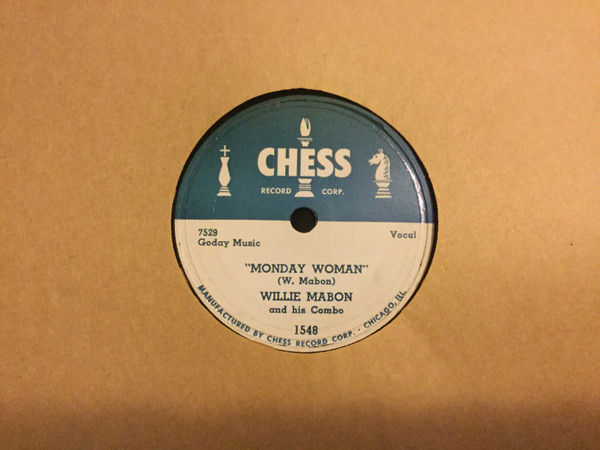 CHESS
RECORD CORP.
7529
Goday Music
Vocal
"MONDAY WOMAN"
(W. Mabon)
WILLIE MABON
and his Combo
1548
MANUFACTURED BY CHESS RECORD CORP. · CHICAGO, ILL.